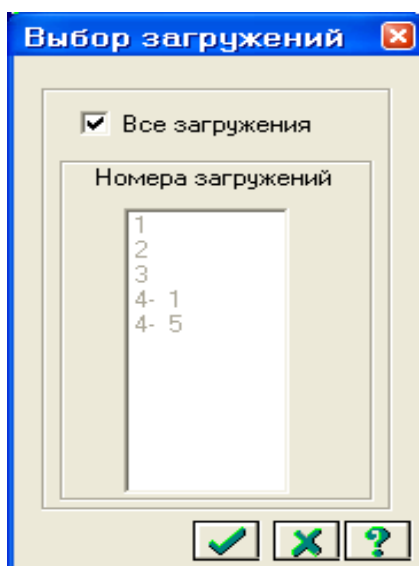 Выбор загружений
Все загружения
Номера загружений
1
2
3
4- 1
4- 5
?